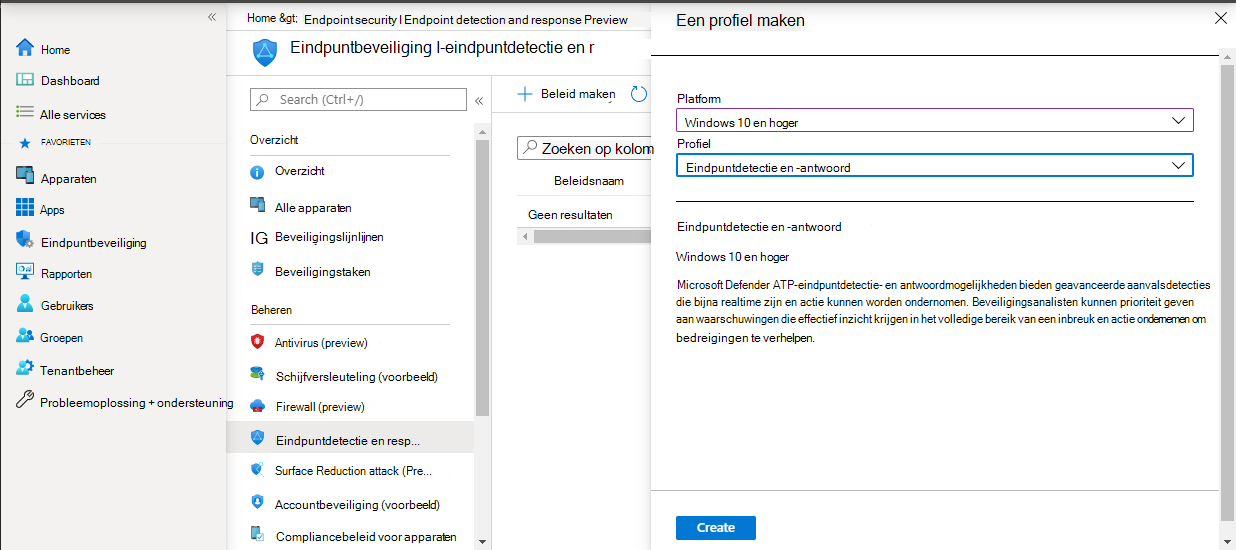 Home &gt; Endpoint security I Endpoint detection and response Preview
Eindpuntbeveiliging I-eindpuntdetectie en r
Home
Dashboard
Alle services
FAVORIETEN
Apparaten
Apps
Eindpuntbeveiliging
Rapporten
Gebruikers
Groepen
Tenantbeheer
Probleemoplossing + ondersteuning
Search (Ctrl+/)
Overzicht
Overzicht
Alle apparaten
IG Beveiligingslijnlijnen
Beveiligingstaken
Beheren
Antivirus (preview)
Schijfversleuteling (voorbeeld)
Firewall (preview)
Eindpuntdetectie en resp...
Surface Reduction attack (Pre...
Accountbeveiliging (voorbeeld)
Compliancebeleid voor apparaten
Beleid maken
Zoeken op kolom
Beleidsnaam
Geen resultaten
Een profiel maken
Platform
Windows 10 en hoger
Profiel
Eindpuntdetectie en -antwoord
Eindpuntdetectie en -antwoord
Windows 10 en hoger
Microsoft Defender ATP-eindpuntdetectie- en antwoordmogelijkheden bieden geavanceerde aanvalsdetecties
die bijna realtime zijn en actie kunnen worden ondernomen. Beveiligingsanalisten kunnen prioriteit geven
aan waarschuwingen die effectief inzicht krijgen in het volledige bereik van een inbreuk en actie ondernemen om
bedreigingen te verhelpen.
Create